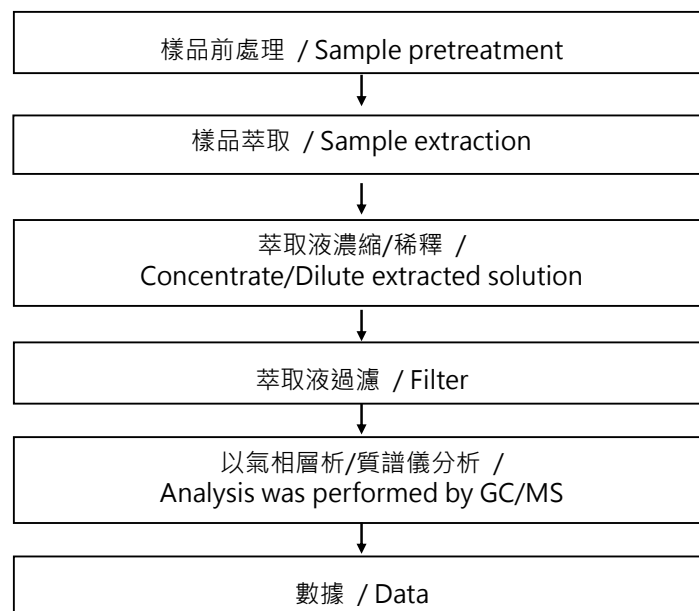 樣品前處理 / Sample pretreatment
樣品萃取 / Sample extraction
萃取液濃縮/稀釋 /
Concentrate/Dilute extracted solution
萃取液過濾 / Filter
以氣相層析/質譜儀分析 /
Analysis was performed by GC/MS
數據 / Data